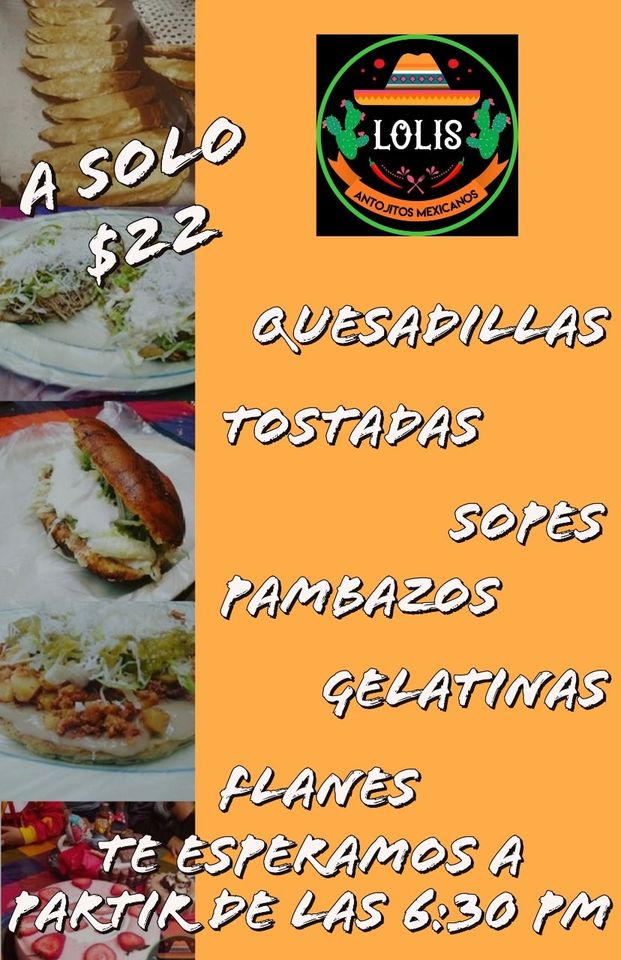 A SOLO
$22
LOLIS
ANTOJITOS MEXICANOS
QUESADILLAS
TOSTADAS
SOPES
PAMBAZOS
GELATINAS
FLANES
TE ESPERAMOS A
PARTIR DE LAS 6:30 PM